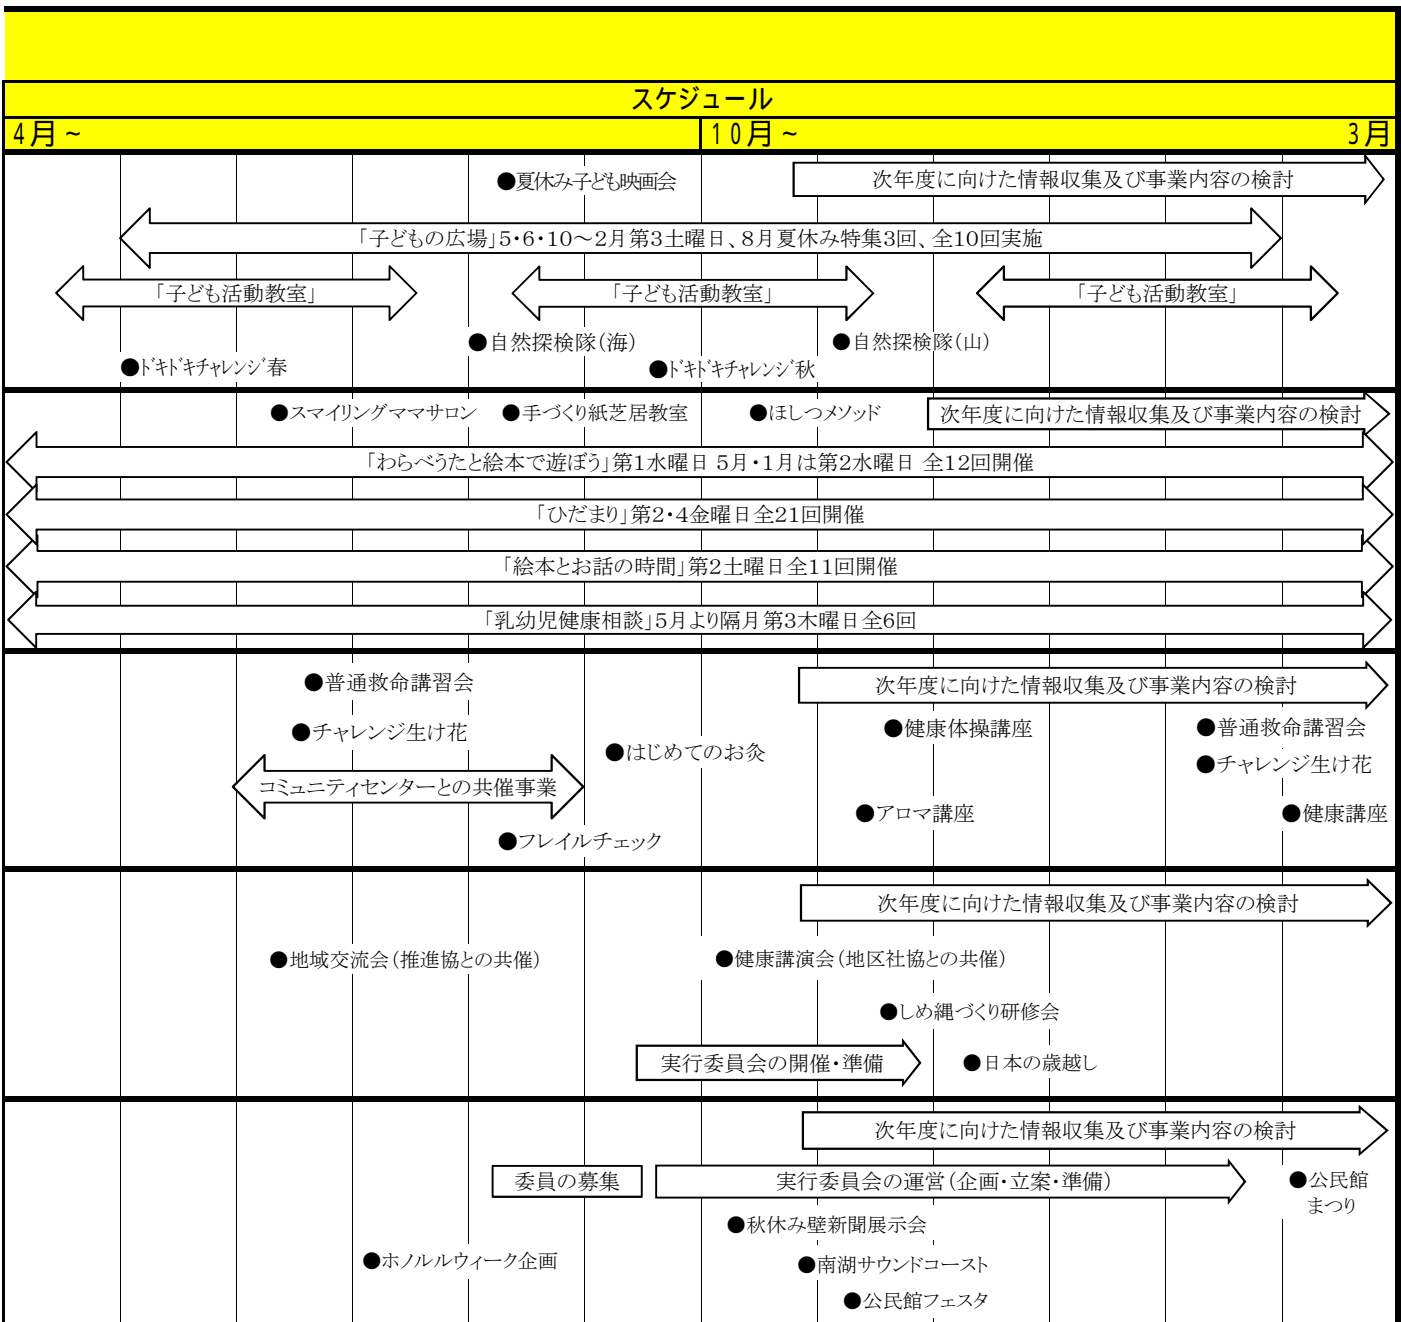 スケジュール
4月~
10月~
3月
●夏休み子ども映画会
次年度に向けた情報収集及び事業内容の検討
「子どもの広場」5・6・10～2月第3土曜日、8月夏休み特集3回、全10回実施
「子ども活動教室」
「子ども活動教室」
「子ども活動教室」
●自然探検隊(海)
●自然探検隊(山)
●ドキドキチャレンジ春
●ドキドキチャレンジ秋
●スマイリングママサロン
●手づくり紙芝居教室
●ほしつメソッド
次年度に向けた情報収集及び事業内容の検討
「わらべうたと絵本で遊ぼう」第1水曜日 5月・1月は第2水曜日 全12回開催
「ひだまり」第2・4金曜日全21回開催
「絵本とお話の時間」第2土曜日全11回開催
「乳幼児健康相談」5月より隔月第3木曜日全6回
●普通救命講習会
次年度に向けた情報収集及び事業内容の検討
●チャレンジ生け花
●健康体操講座
●普通救命講習会
●はじめてのお灸
●チャレンジ生け花
コミュニティセンターとの共催事業
●アロマ講座
●健康講座
●フレイルチェック
次年度に向けた情報収集及び事業内容の検討
●地域交流会(推進協との共催)
●健康講演会(地区社協との共催)
●しめ縄づくり研修会
実行委員会の開催・準備
●日本の歳越し
次年度に向けた情報収集及び事業内容の検討
委員の募集
実行委員会の運営(企画・立案・準備)
●公民館
まつり
●秋休み壁新聞展示会
●ホノルルウィーク企画
●南湖サウンドコースト
●公民館フェスタ